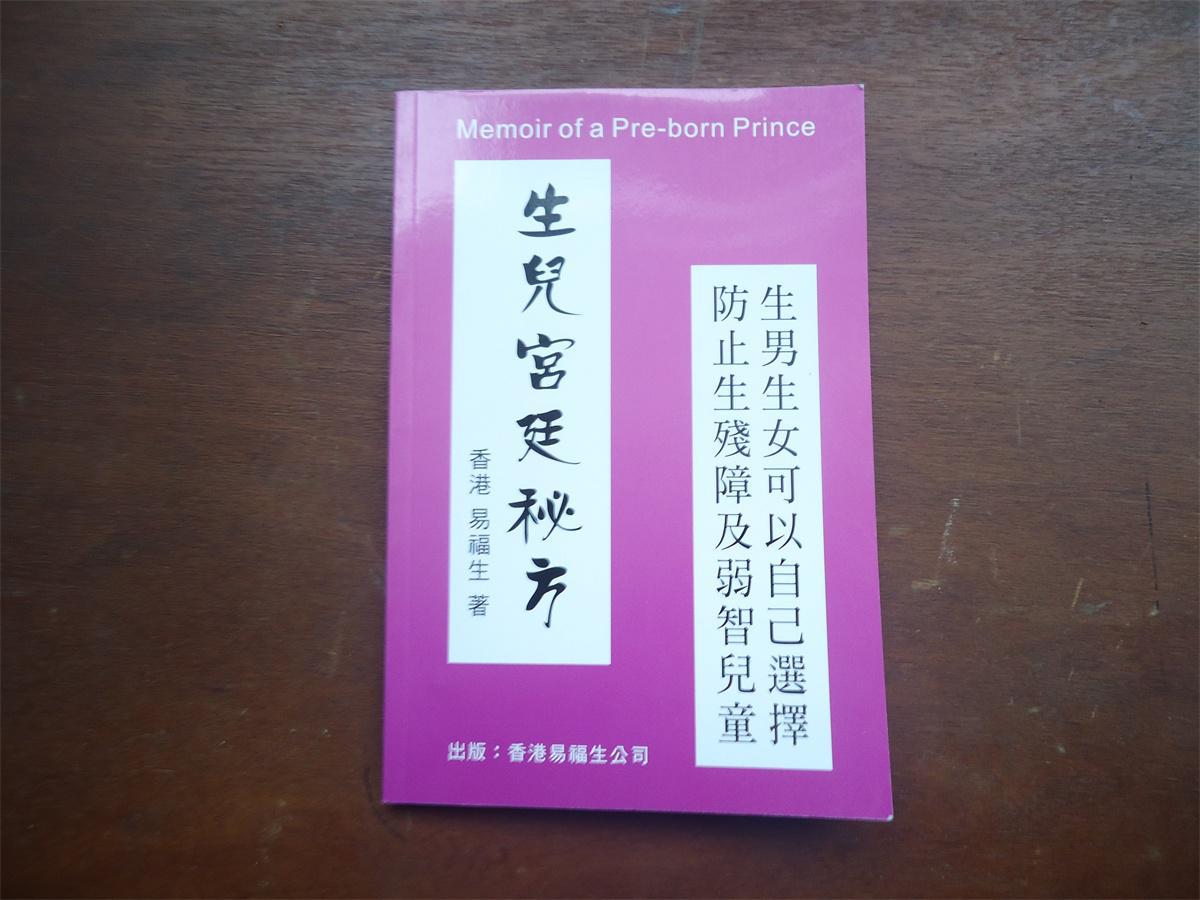 Memoir of a Pre-born Prince
生兒宮廷秘方
香港 易福生 著
生男生女可以自己選擇
防止生殘障及弱智兒童
出版：香港易福生公司